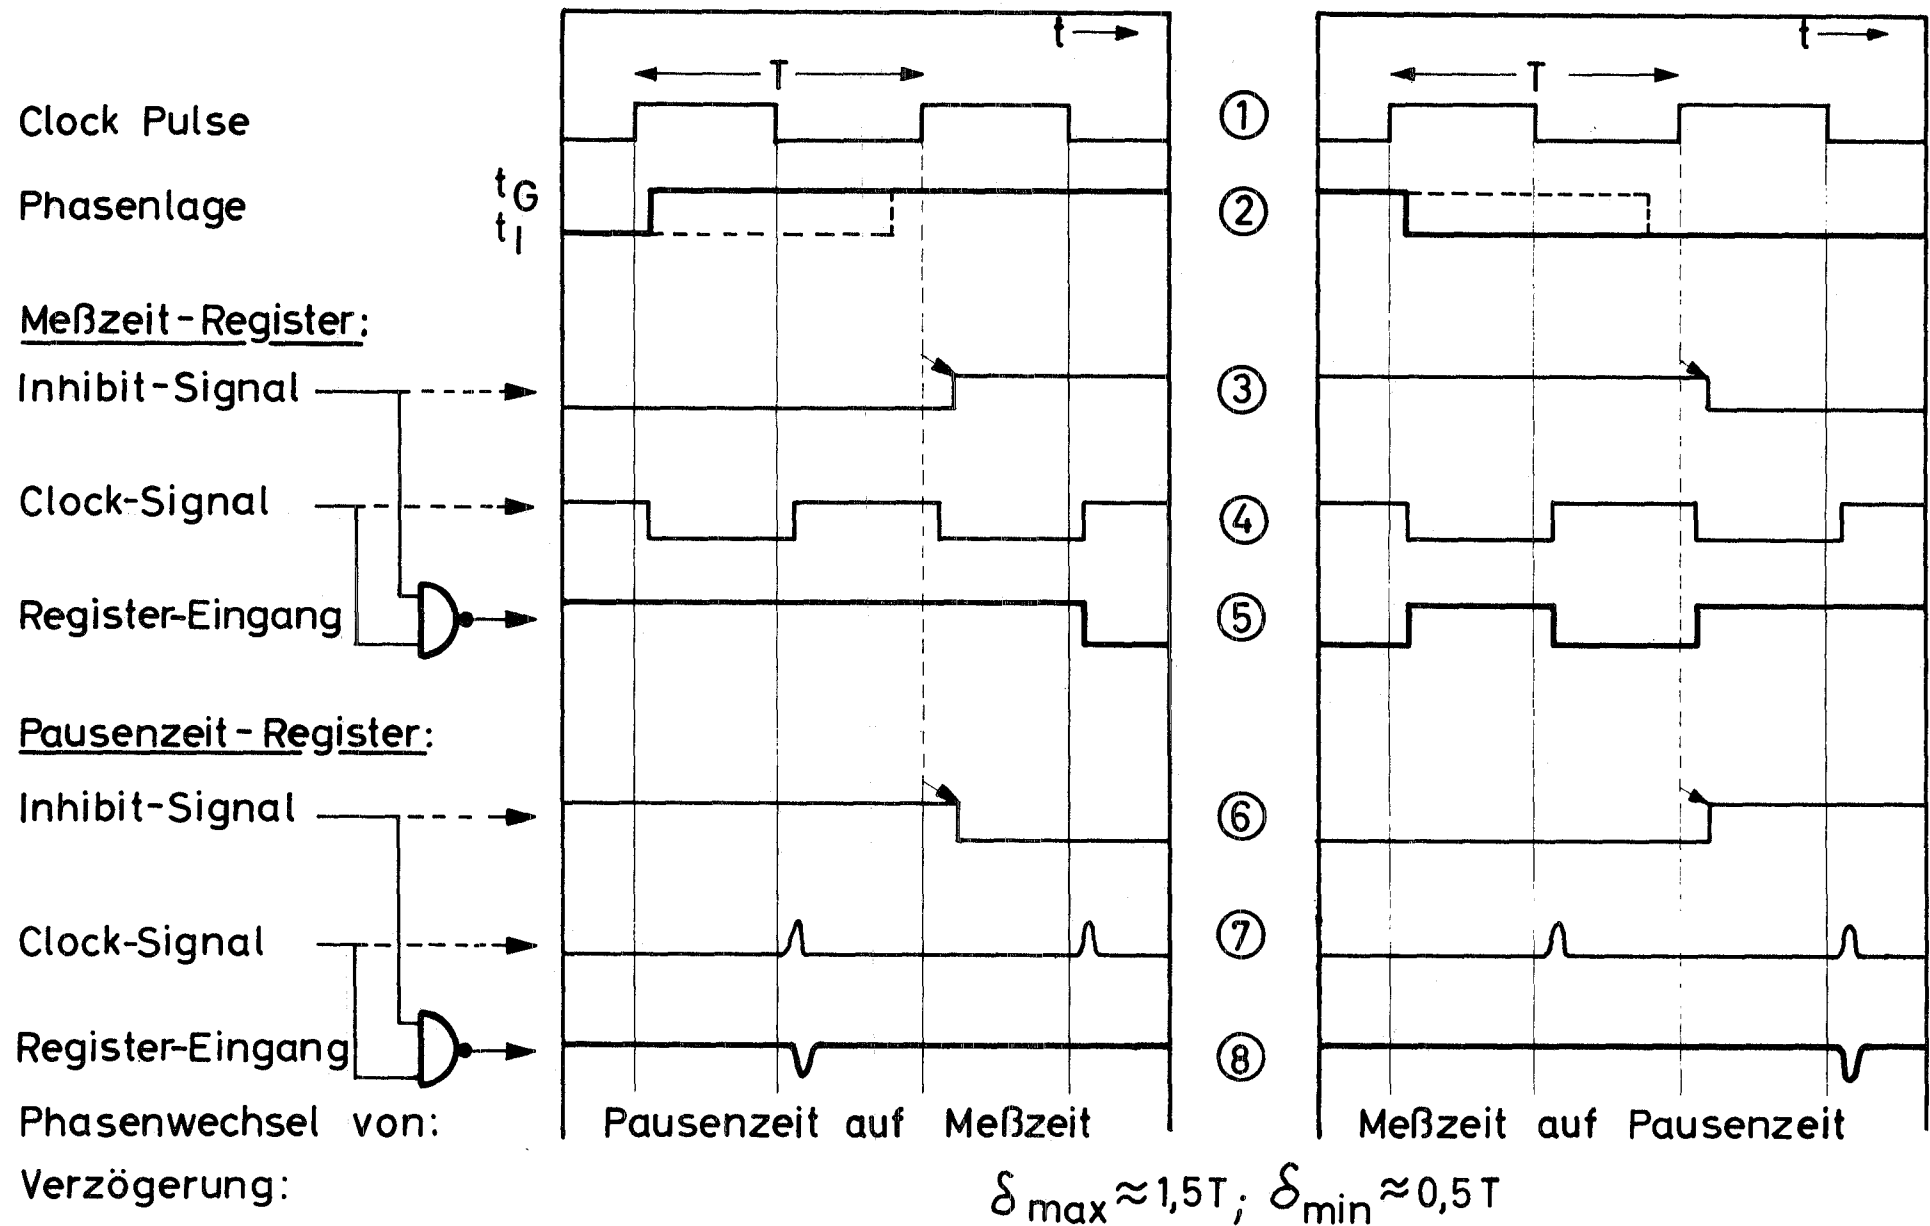 t t
T T
Clock Pulse ①
Phasenlage tG tI ②
Meßzeit-Register:
Inhibit-Signal ③
Clock-Signal ④
Register-Eingang ⑤
Pausenzeit-Register:
Inhibit-Signal ⑥
Clock-Signal ⑦
Register-Eingang ⑧
Phasenwechsel von: Pausenzeit auf Meßzeit Meßzeit auf Pausenzeit
Verzögerung: δmax≈1,5T; δmin≈0,5T